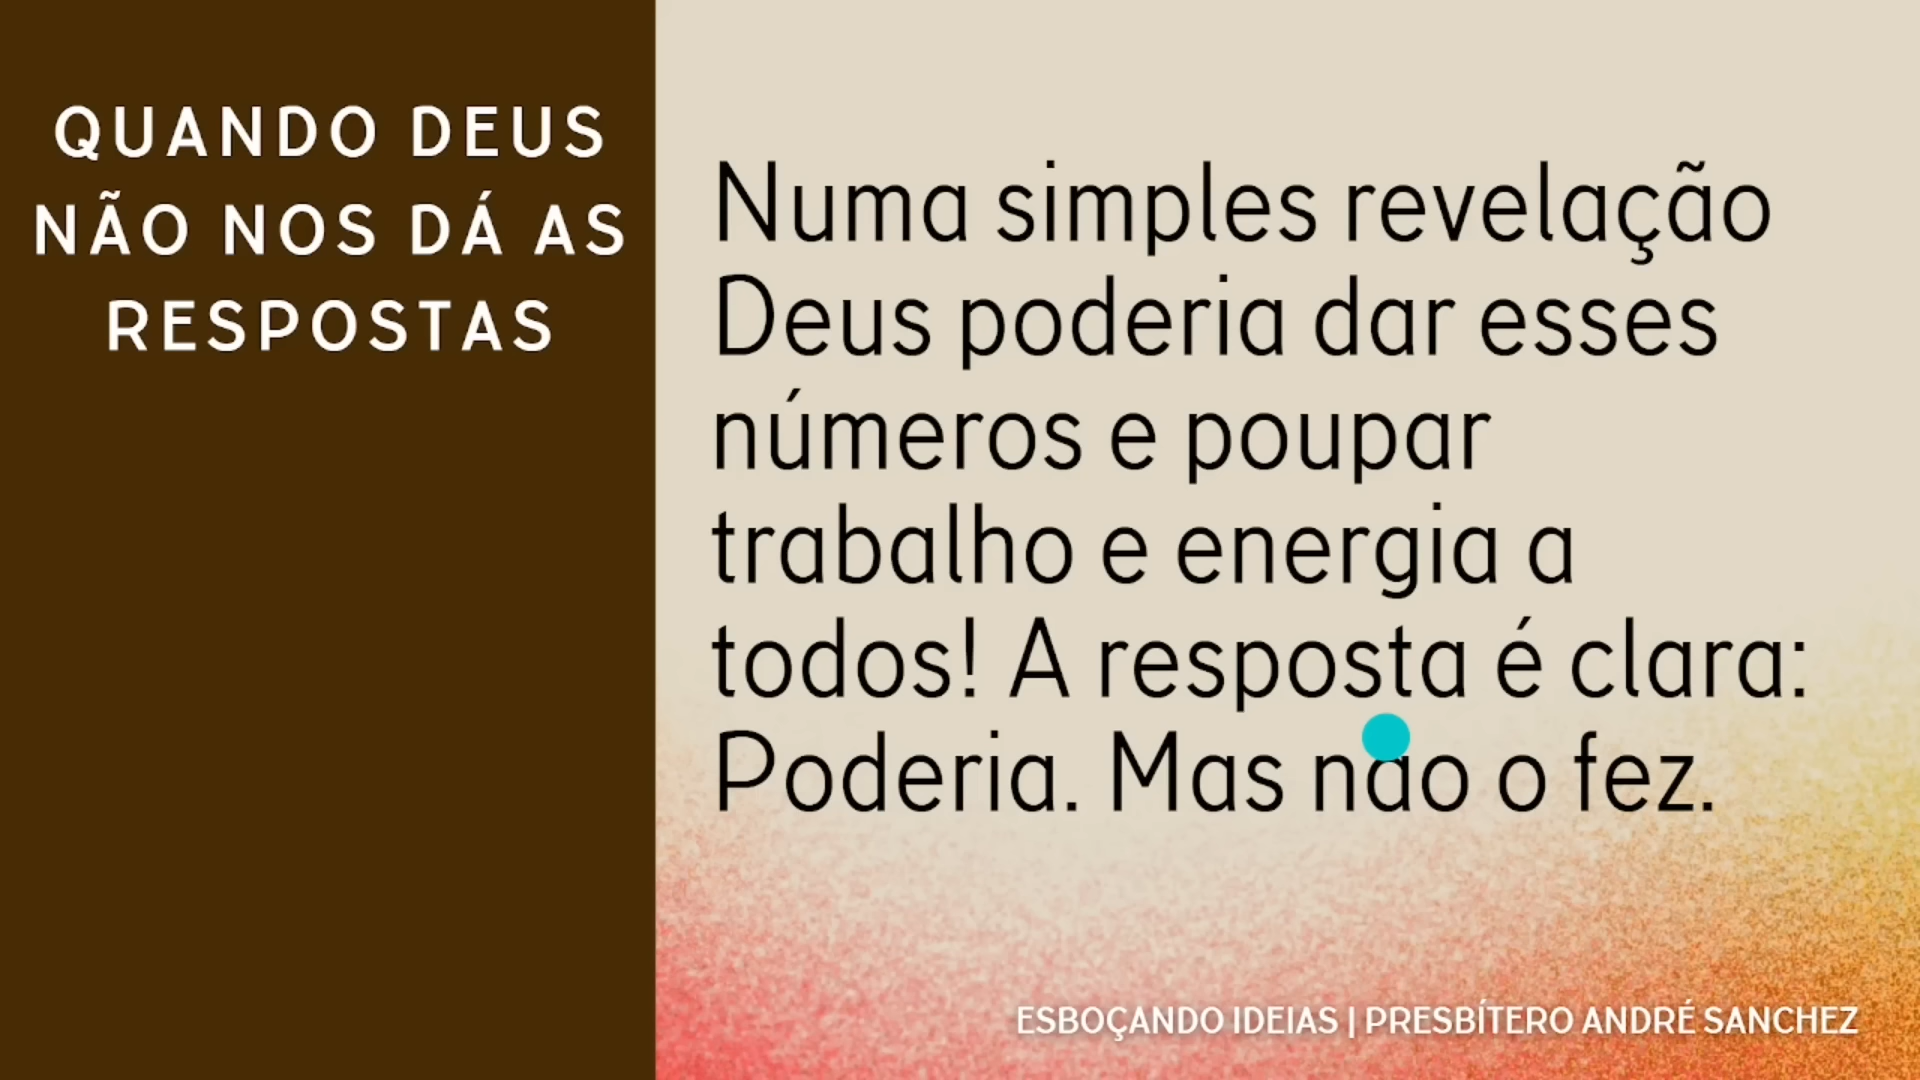 QUANDO DEUS
NÃO NOS DÁ AS
RESPOSTAS
Numa simples revelação
Deus poderia dar esses
números e poupar
trabalho e energia a
todos! A resposta é clara:
Poderia. Mas não o fez.
ESBOÇANDO IDEIAS | PRESBÍTERO ANDRÉ SANCHEZ